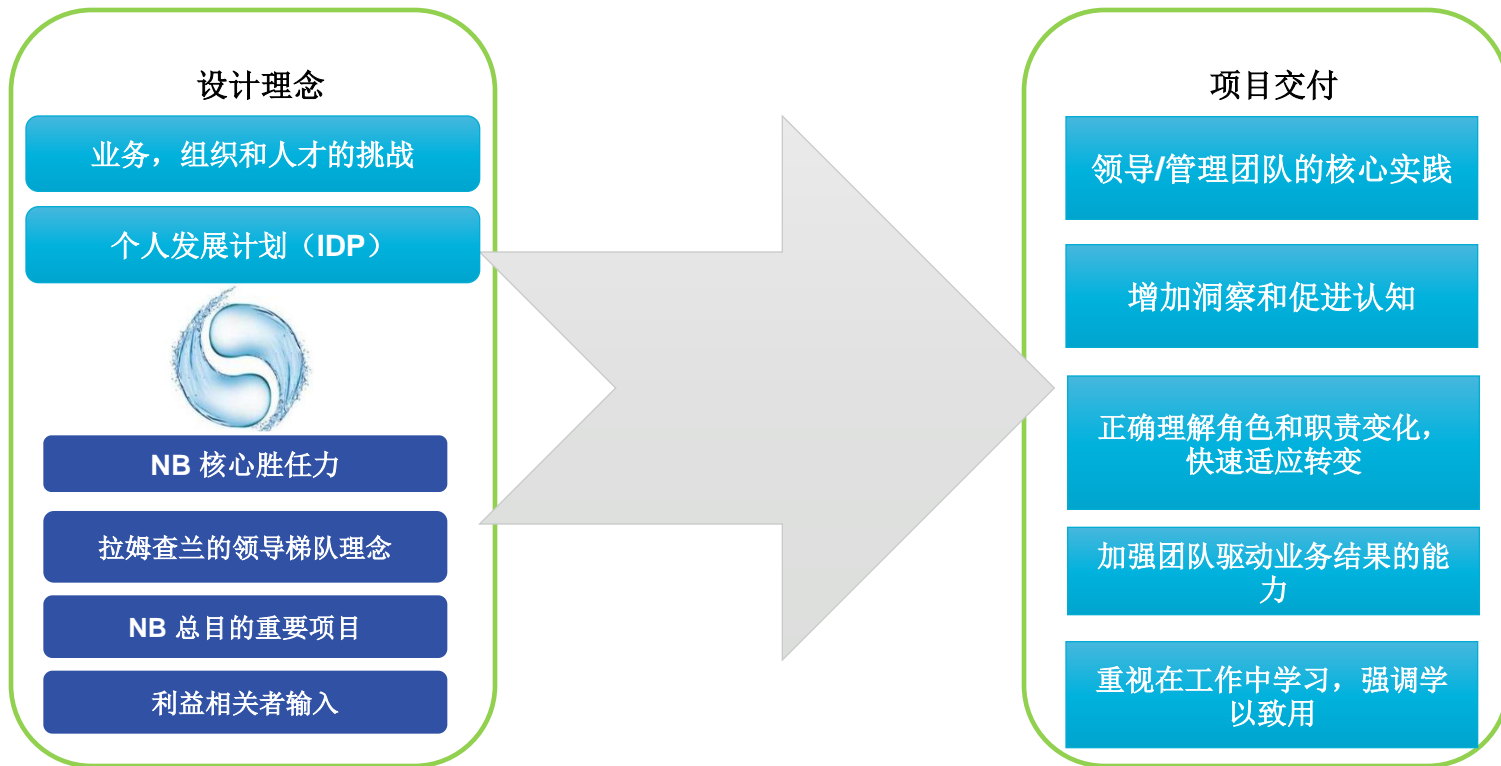 设计理念
业务，组织和人才的挑战
个人发展计划（IDP）
NB 核心胜任力
拉姆查兰的领导梯队理念
NB 总目的重要项目
利益相关者输入
项目交付
领导/管理团队的核心实践
增加洞察和促进认知
正确理解角色和职责变化，
快速适应转变
加强团队驱动业务结果的能
力
重视在工作中学习，强调学
以致用